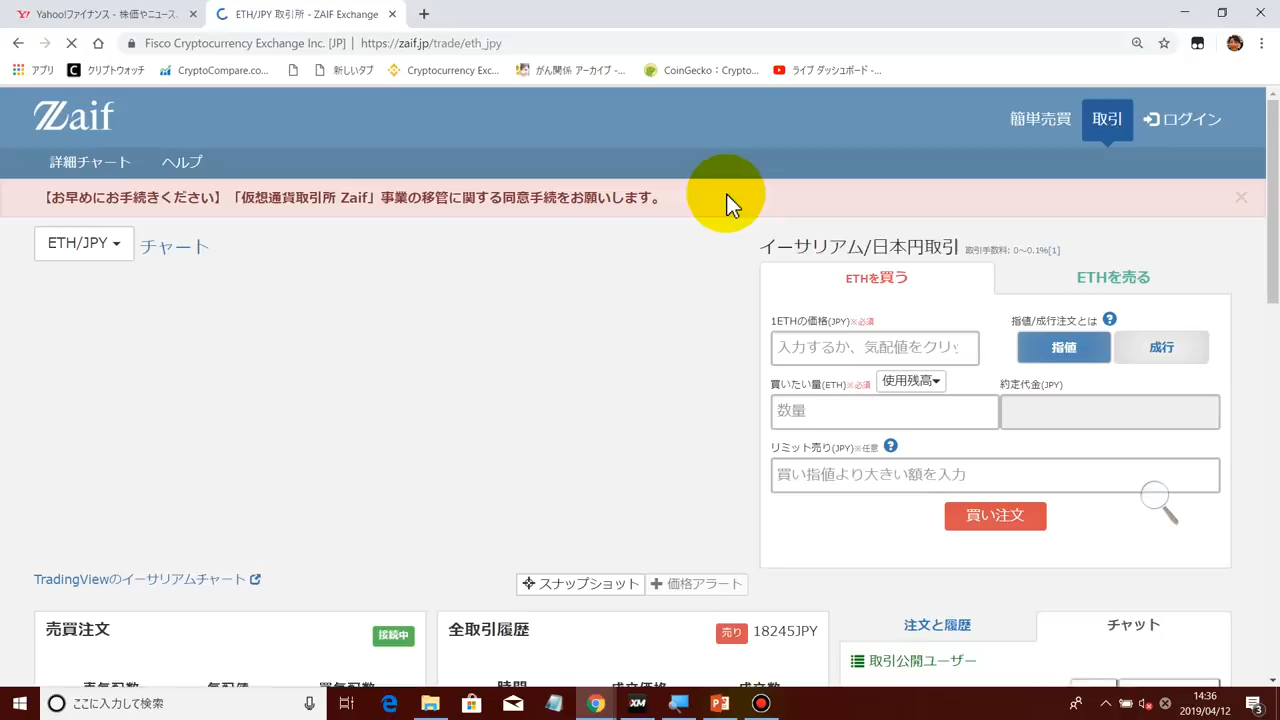 Yahoo!ファイナンス - 株価やニュース、
ETH/JPY 取引所 - ZAIF Exchange
Fisco Cryptocurrency Exchange Inc. [JP] | https://zaif.jp/trade/eth_jpy
アプリ
クリプトウォッチ
CryptoCompare.co...
新しいタブ
Cryptocurrency Exc...
がん関係 アーカイブ -...
CoinGecko：Crypto...
ライブ ダッシュボード -...
Zaif
簡単売買
取引
ログイン
詳細チャート
ヘルプ
【お早めにお手続きください】「仮想通貨取引所 Zaif」事業の移管に関する同意手続をお願いします。
ETH/JPY
チャート
イーサリアム/日本円取引 取引手数料: 0〜0.1%[1]
ETHを買う
ETHを売る
1ETHの価格(JPY)※必須
指値/成行注文とは
入力するか、気配値をクリッ
指値
成行
買いたい量(ETH)※必須
使用残高
約定代金(JPY)
数量
リミット売り(JPY)※任意
買い指値より大きい額を入力
買い注文
TradingViewのイーサリアムチャート
スナップショット
価格アラート
売買注文
接続中
全取引履歴
売り 18245JPY
注文と履歴
チャット
取引公開ユーザー
ここに入力して検索
XM
14:36
2019/04/12
3